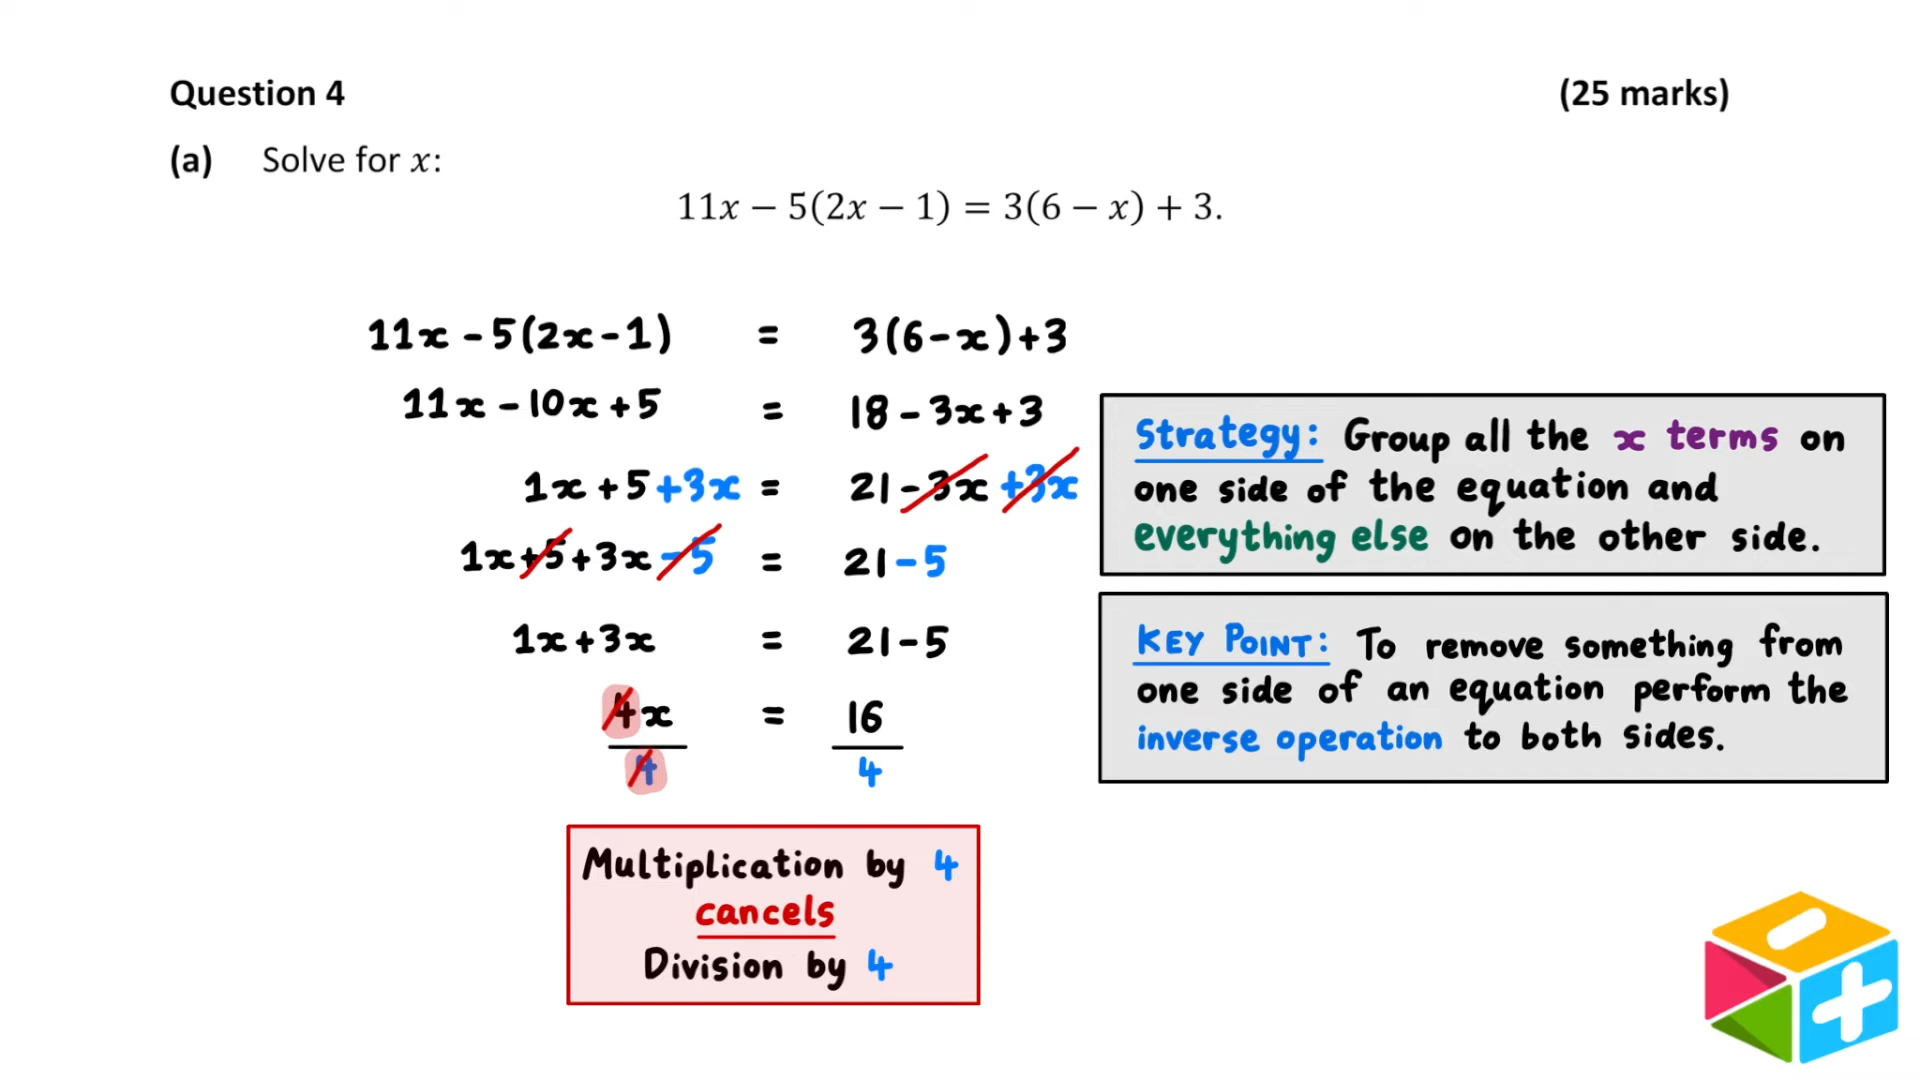 Question 4 (25 marks)
(a) Solve for x:
11x − 5(2x − 1) = 3(6 − x) + 3.
11x - 5(2x - 1) = 3(6 - x) + 3
11x - 10x + 5 = 18 - 3x + 3
1x + 5 + 3x = 21 - 3x + 3x
1x + 5 + 3x - 5 = 21 - 5
1x + 3x = 21 - 5
4x = 16
4 4
Multiplication by 4
cancels
Division by 4
Strategy: Group all the x terms on
one side of the equation and
everything else on the other side.
KEY POINT: To remove something from
one side of an equation perform the
inverse operation to both sides.